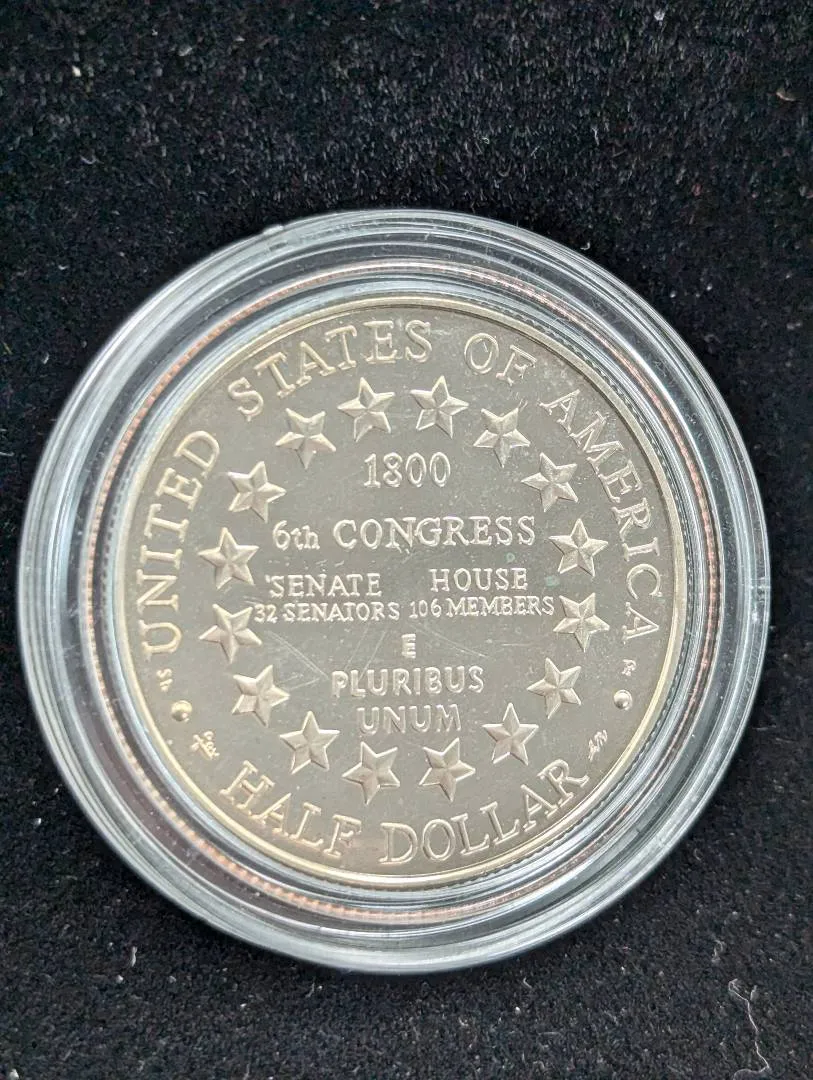 UNITED STATES OF AMERICA
1800
6th CONGRESS
SENATE HOUSE
32 SENATORS 106 MEMBERS
E
PLURIBUS
UNUM
HALF DOLLAR